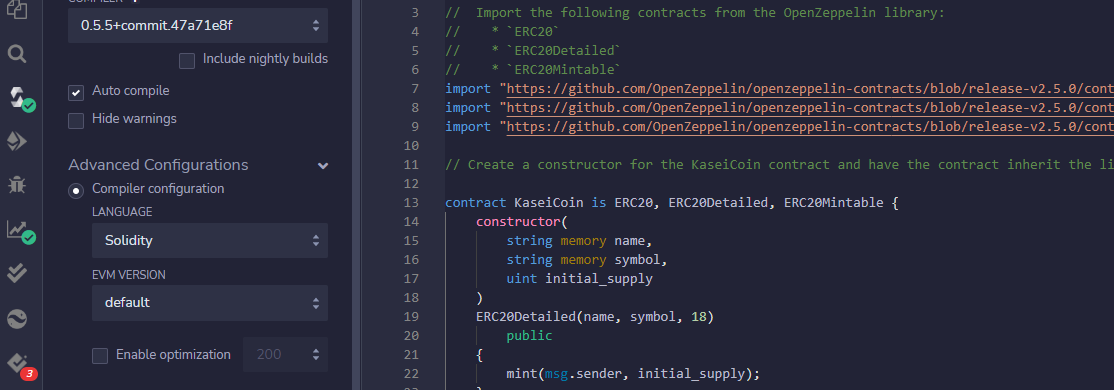 COMPILER
0.5.5+commit.47a71e8f
Include nightly builds
Auto compile
Hide warnings
Advanced Configurations
Compiler configuration
LANGUAGE
Solidity
EVM VERSION
default
Enable optimization
200
3
3 //  Import the following contracts from the OpenZeppelin library:
4 //    * `ERC20`
5 //    * `ERC20Detailed`
6 //    * `ERC20Mintable`
7 import "https://github.com/OpenZeppelin/openzeppelin-contracts/blob/release-v2.5.0/cont
8 import "https://github.com/OpenZeppelin/openzeppelin-contracts/blob/release-v2.5.0/cont
9 import "https://github.com/OpenZeppelin/openzeppelin-contracts/blob/release-v2.5.0/cont
10
11 // Create a constructor for the KaseiCoin contract and have the contract inherit the li
12
13 contract KaseiCoin is ERC20, ERC20Detailed, ERC20Mintable {
14     constructor(
15         string memory name,
16         string memory symbol,
17         uint initial_supply
18     )
19     ERC20Detailed(name, symbol, 18)
20         public
21     {
22         mint(msg.sender, initial_supply);